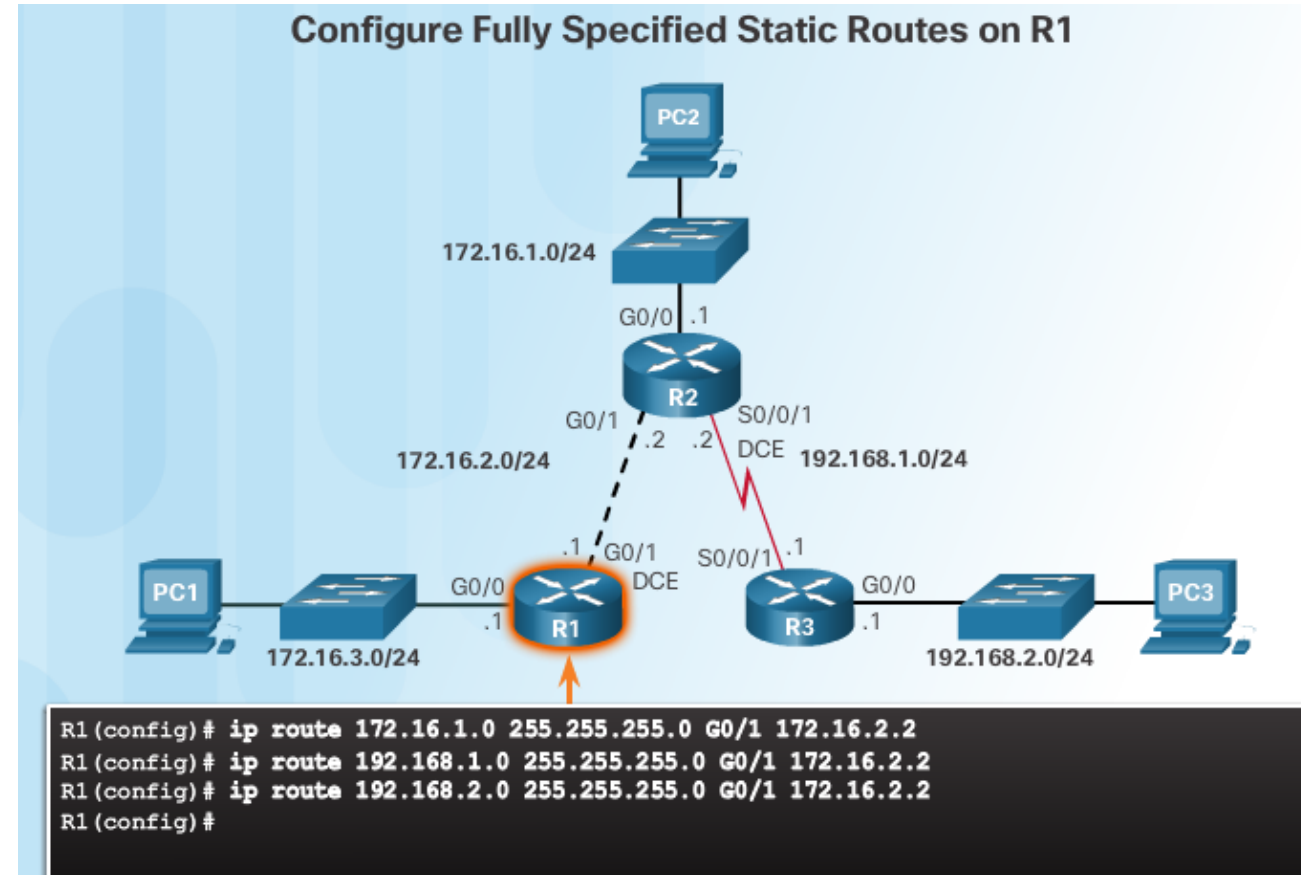 Configure Fully Specified Static Routes on R1
PC2
172.16.1.0/24
G0/0 .1
R2
G0/1 S0/0/1
.2 .2 DCE
172.16.2.0/24 192.168.1.0/24
.1 G0/1 S0/0/1 .1
DCE
PC1 G0/0 G0/0 PC3
.1 R1 R3 .1
172.16.3.0/24 192.168.2.0/24
R1(config)# ip route 172.16.1.0 255.255.255.0 G0/1 172.16.2.2
R1(config)# ip route 192.168.1.0 255.255.255.0 G0/1 172.16.2.2
R1(config)# ip route 192.168.2.0 255.255.255.0 G0/1 172.16.2.2
R1(config)#